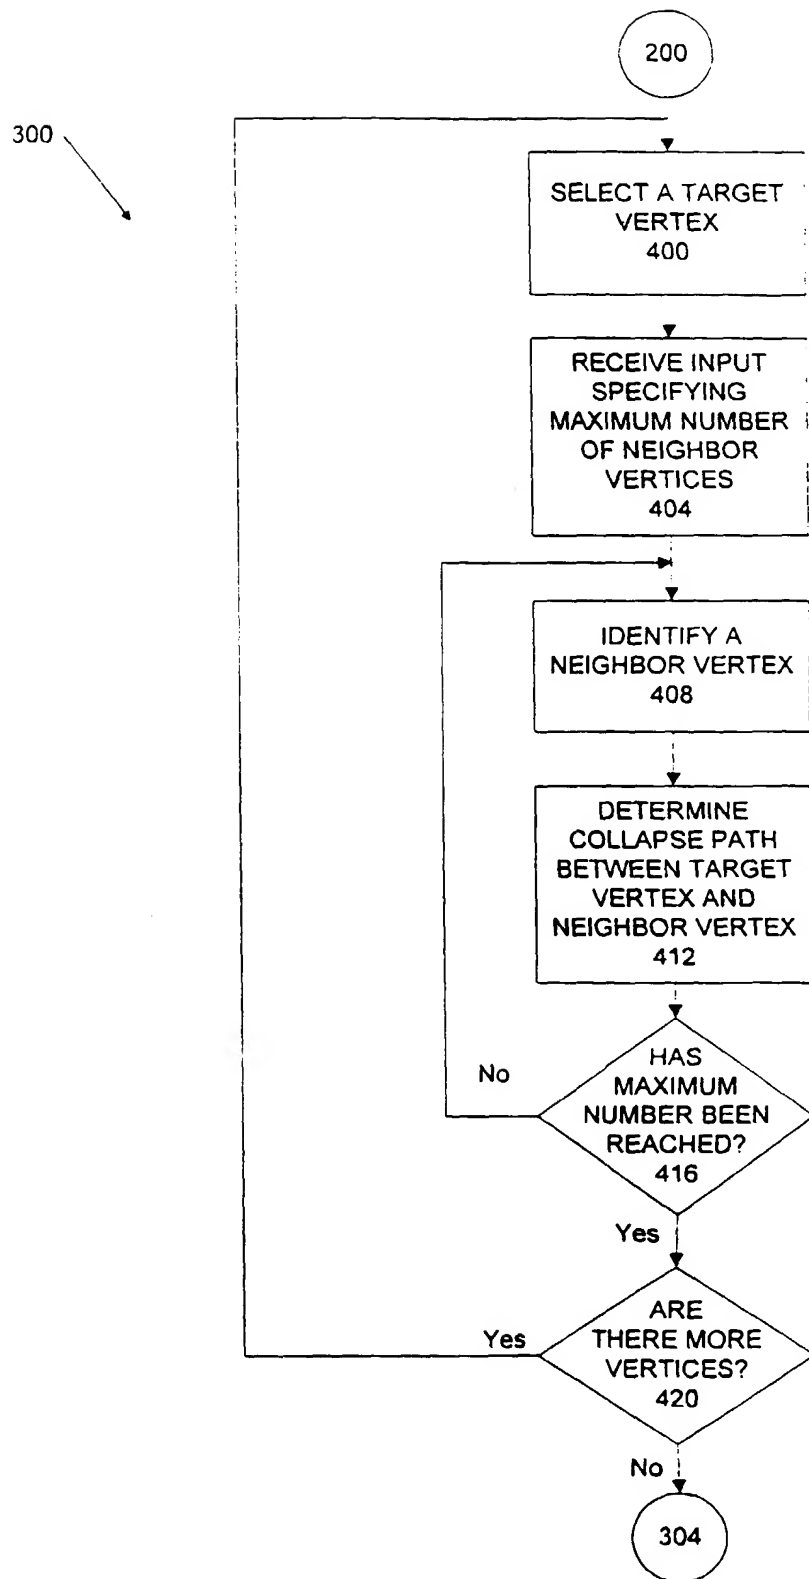 200
300
SELECT A TARGET
VERTEX
400
RECEIVE INPUT
SPECIFYING
MAXIMUM NUMBER
OF NEIGHBOR
VERTICES
404
IDENTIFY A
NEIGHBOR VERTEX
408
DETERMINE
COLLAPSE PATH
BETWEEN TARGET
VERTEX AND
NEIGHBOR VERTEX
412
No
HAS
MAXIMUM
NUMBER BEEN
REACHED?
416
Yes
Yes
ARE
THERE MORE
VERTICES?
420
No
304